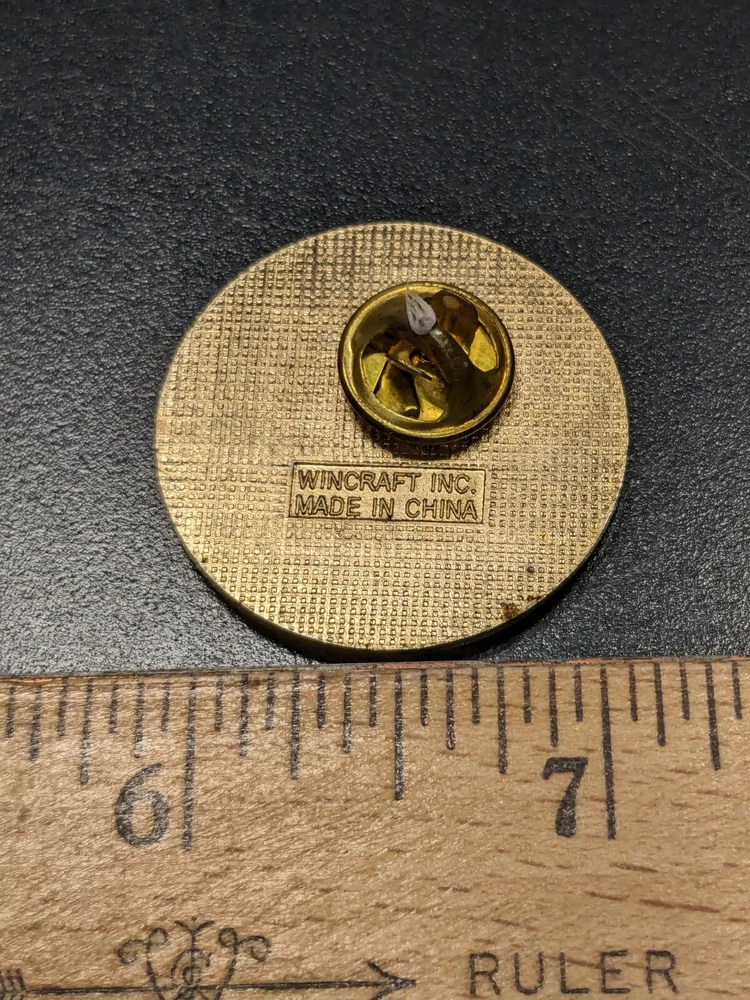 WINCRAFT INC.
MADE IN CHINA
6 7
RULER